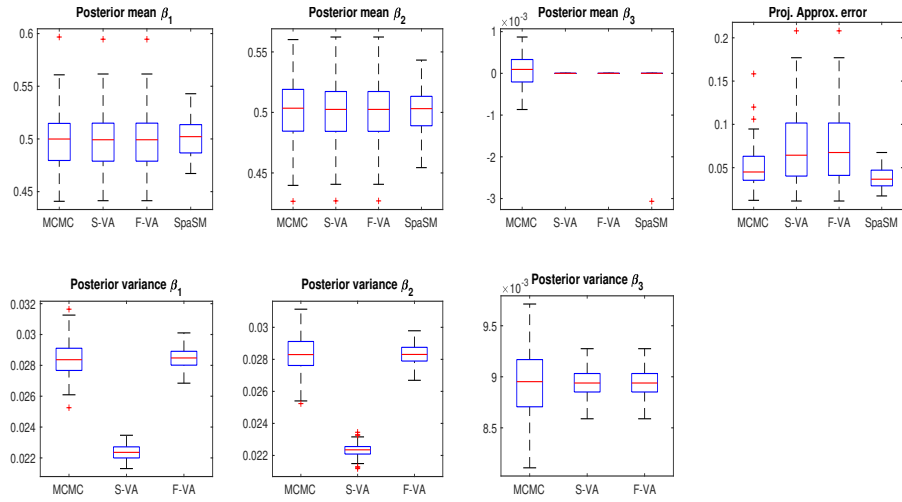 Posterior mean β1
0.6
0.55
0.5
0.45
MCMC S-VA F-VA SpaSM
Posterior mean β2
0.55
0.5
0.45
MCMC S-VA F-VA SpaSM
×10-3 Posterior mean β3
1
0
-1
-2
-3
MCMC S-VA F-VA SpaSM
Proj. Approx. error
0.2
0.15
0.1
0.05
MCMC S-VA F-VA SpaSM
Posterior variance β1
0.032
0.03
0.028
0.026
0.024
0.022
MCMC S-VA F-VA
Posterior variance β2
0.03
0.028
0.026
0.024
0.022
MCMC S-VA F-VA
×10-3 Posterior variance β3
9.5
9
8.5
MCMC S-VA F-VA